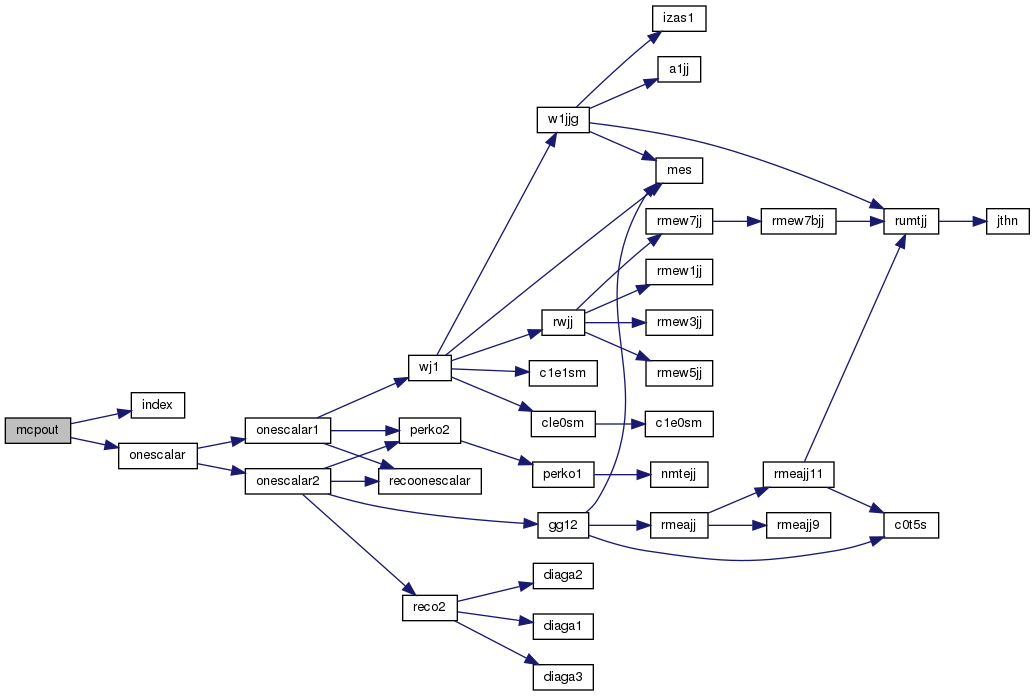 izas1
a1jj
w1jjg
mes
rmew7jj
rmew7bjj
rumtjj
jthn
rmew1jj
rwjj
rmew3jj
wj1
c1e1sm
rmew5jj
index
mcpout
onescalar
onescalar1
perko2
cle0sm
c1e0sm
onescalar2
recoonescalar
perko1
nmtejj
rmeajj11
gg12
rmeajj
rmeajj9
c0t5s
diaga2
reco2
diaga1
diaga3